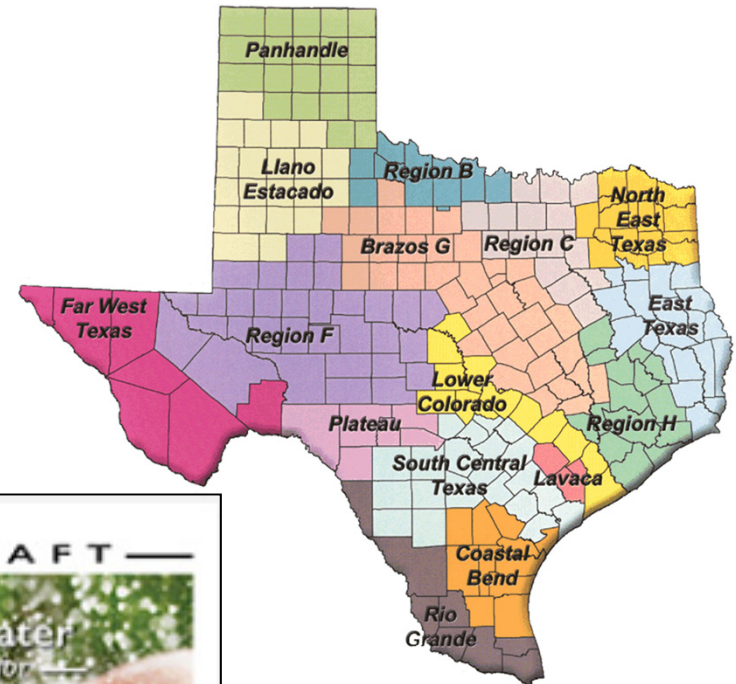 Panhandle
Llano
Estacado
Region B
North
East
Texas
Brazos G
Region C
Far West
Texas
Region F
East
Texas
Lower
Colorado
Plateau
Region H
South Central
Texas
Lavaca
Coastal
Bend
Rio
Grande
A F T
ater